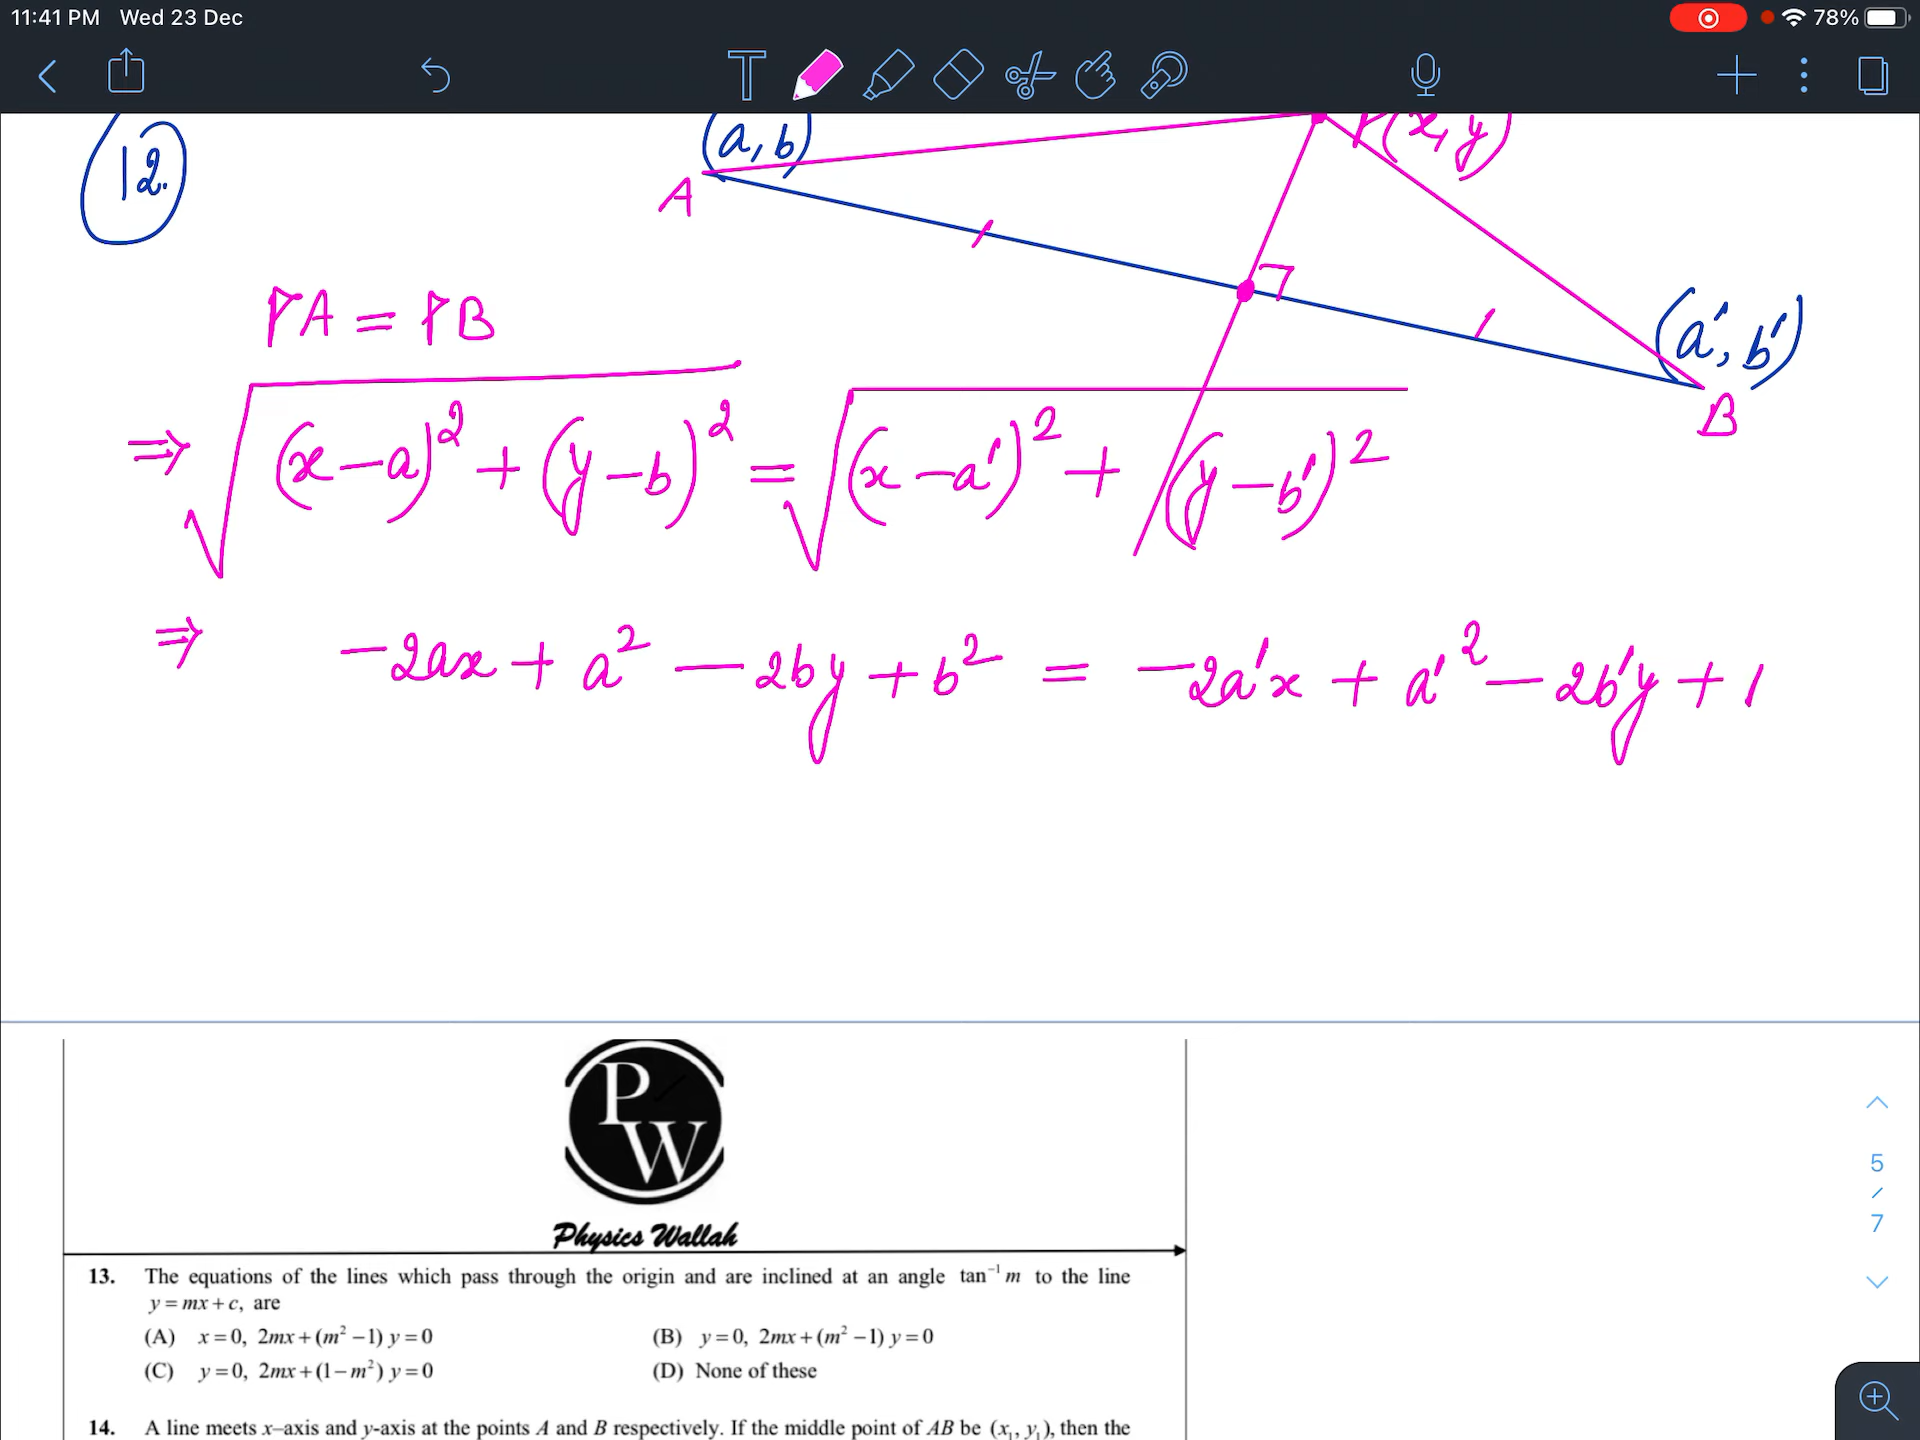 11:41 PM Wed 23 Dec
78%
T
12.
(a, b)
P(x, y)
A
7
(a', b')
B
PA = PB
⇒ √((x-a)² + (y-b)²) = √((x-a')² + (y-b')²)
⇒ -2ax + a² - 2by + b² = -2a'x + a'² - 2b'y + 1
PW
Physics Wallah
5
/
7
13. The equations of the lines which pass through the origin and are inclined at an angle tan⁻¹ m to the line
y = mx + c, are
(A) x = 0, 2mx + (m² − 1) y = 0 (B) y = 0, 2mx + (m² − 1) y = 0
(C) y = 0, 2mx + (1 − m²) y = 0 (D) None of these
14. A line meets x–axis and y-axis at the points A and B respectively. If the middle point of AB be (x₁, y₁), then the